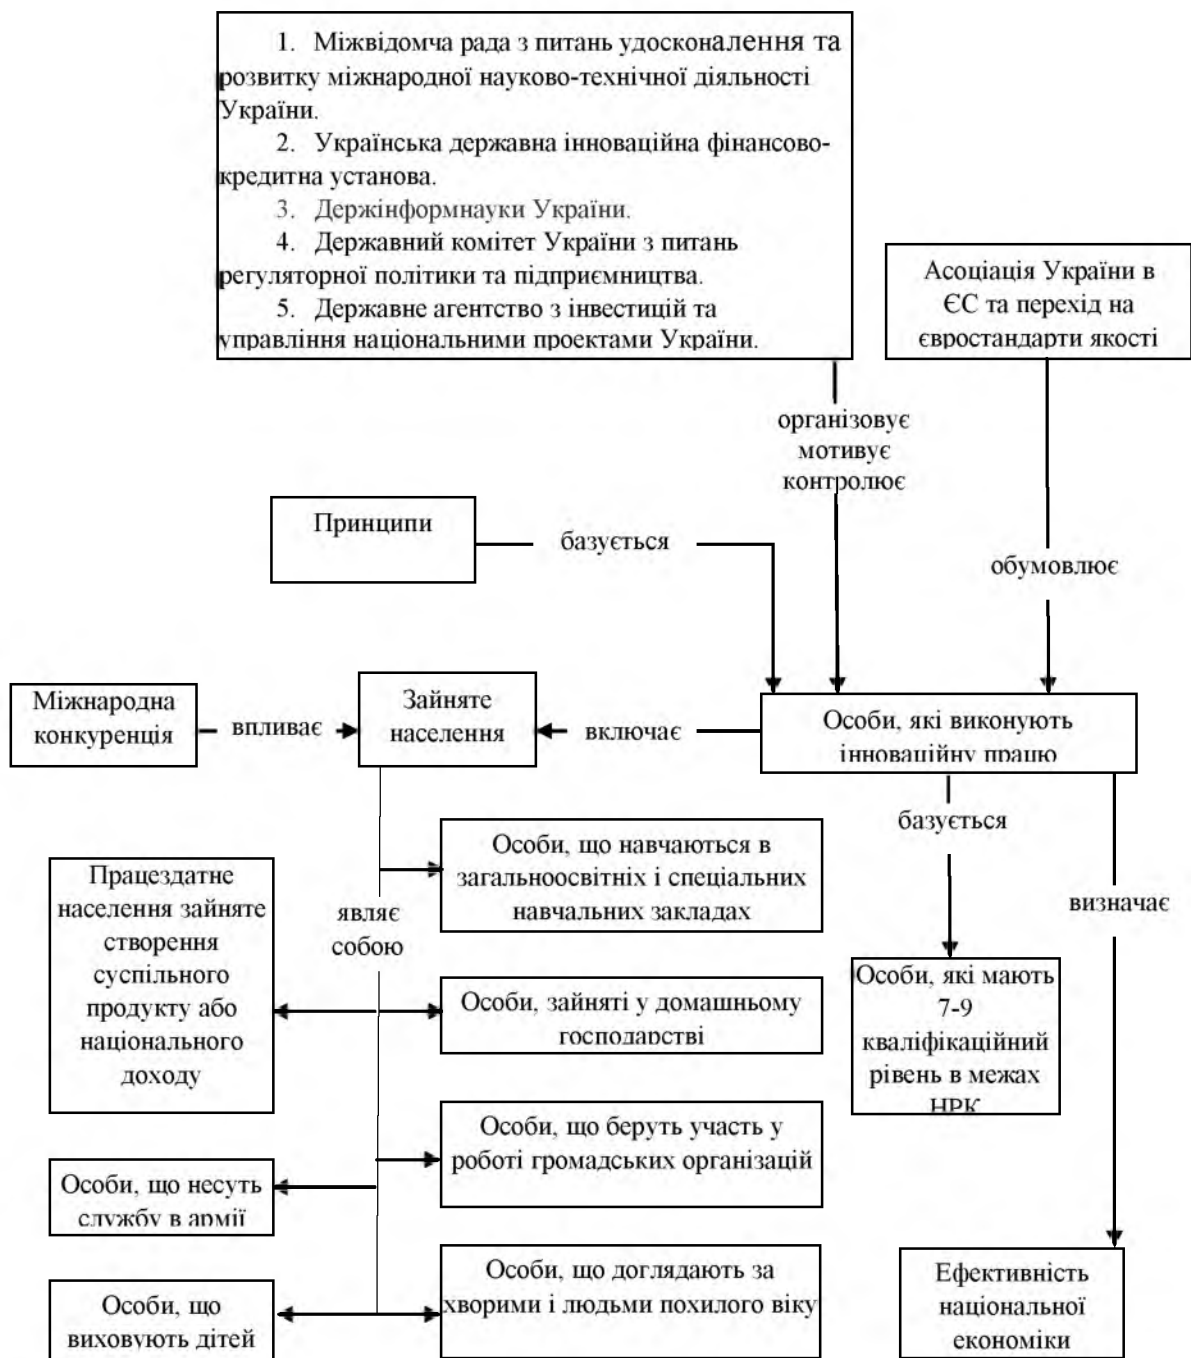 1. Міжвідомча рада з питань удосконалення та
розвитку міжнародної науково-технічної діяльності
України.
2. Українська державна інноваційна фінансово-
кредитна установа.
3. Держінформнауки України.
4. Державний комітет України з питань
регуляторної політики та підприємництва.
5. Державне агентство з інвестицій та
управління національними проектами України.
Асоціація України в
ЄС та перехід на
євростандарти якості
організовує
мотивує
контролює
Принципи
базується
обумовлює
Міжнародна
конкуренція
впливає
Зайняте
населення
включає
Особи, які виконують
інноваційну працю
базується
визначає
Працездатне
населення зайняте
створення
суспільного
продукту або
національного
доходу
являє
собою
Особи, що навчаються в
загальноосвітніх і спеціальних
навчальних закладах
Особи, зайняті у домашньому
господарстві
Особи, які мають
7-9
кваліфікаційний
рівень в межах
НРК
Особи, що беруть участь у
роботі громадських організацій
Особи, що несуть
службу в армії
Особи, що доглядають за
хворими і людьми похилого віку
Особи, що
виховують дітей
Ефективність
національної
економіки